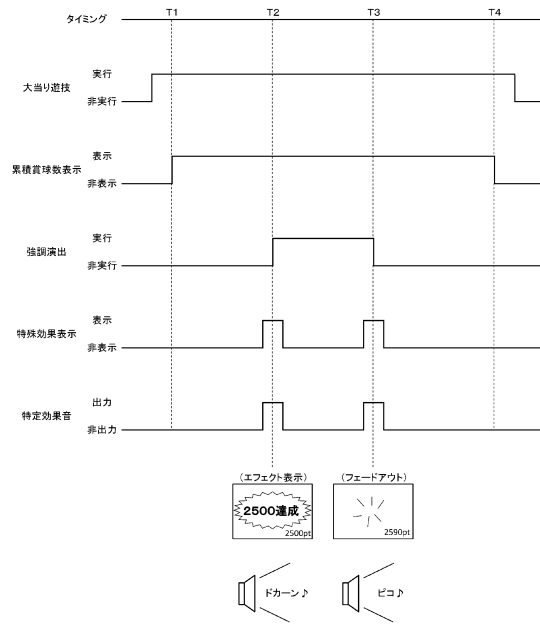 タイミング T1 T2 T3 T4
実行
大当り遊技
非実行
表示
累積賞球数表示
非表示
実行
強調演出
非実行
表示
特殊効果表示
非表示
出力
特定効果音
非出力
(エフェクト表示) (フェードアウト)
2500達成
2500pt 2590pt
ドカーン♪ ピコ♪